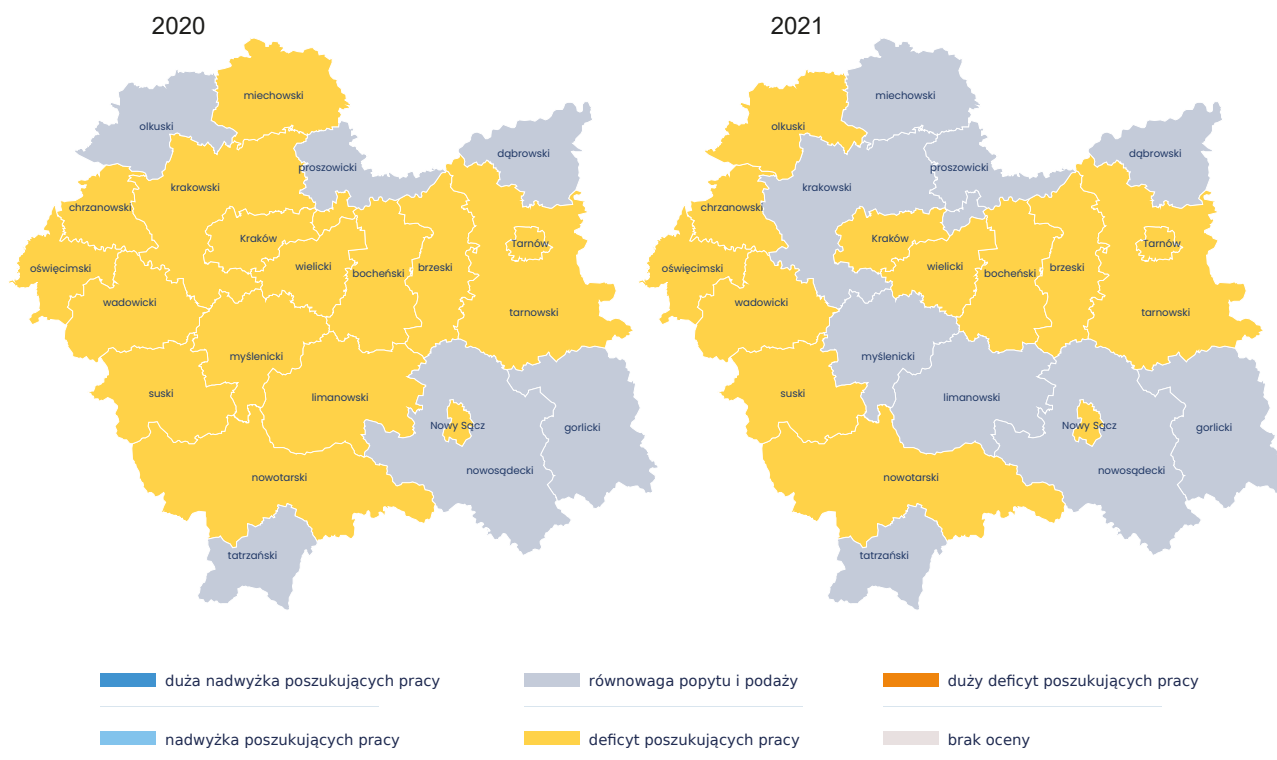 2020
miechowski
olkuski
dąbrowski
proszowicki
krakowski
chrzanowski
Kraków
Tarnów
oświęcimski
wielicki
bocheński
brzeski
wadowicki
tarnowski
myślenicki
suski
limanowski
Nowy Sącz
gorlicki
nowosądecki
nowotarski
tatrzański
2021
miechowski
olkuski
dąbrowski
proszowicki
krakowski
chrzanowski
Kraków
Tarnów
oświęcimski
wielicki
bocheński
brzeski
wadowicki
tarnowski
myślenicki
suski
limanowski
Nowy Sącz
gorlicki
nowosądecki
nowotarski
tatrzański
duża nadwyżka poszukujących pracy
równowaga popytu i podaży
duży deficyt poszukujących pracy
nadwyżka poszukujących pracy
deficyt poszukujących pracy
brak oceny